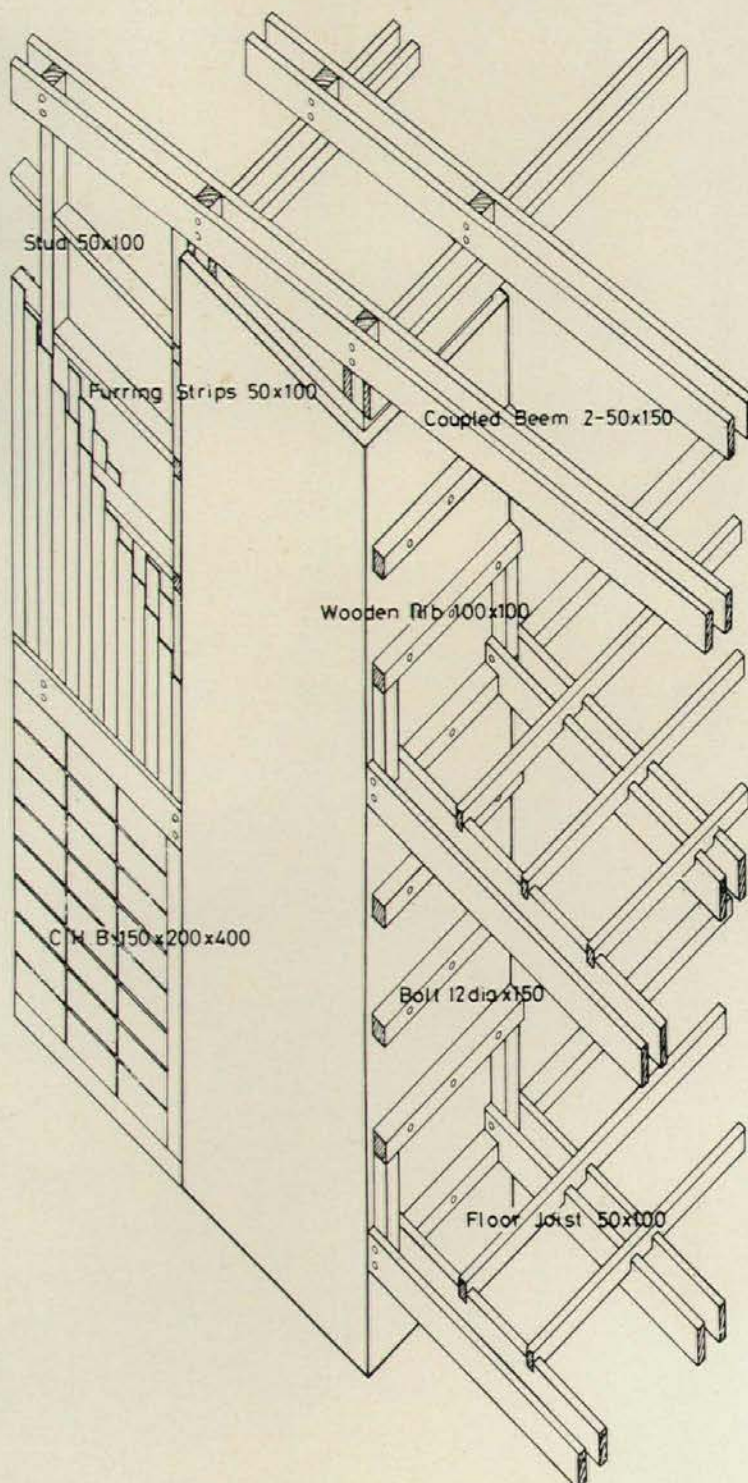 Stud 50x100
Furring Strips 50x100
Coupled Beem 2-50x150
Wooden Rib 100x100
C H B 150x200x400
Bolt 12dia x150
Floor Joist 50x100